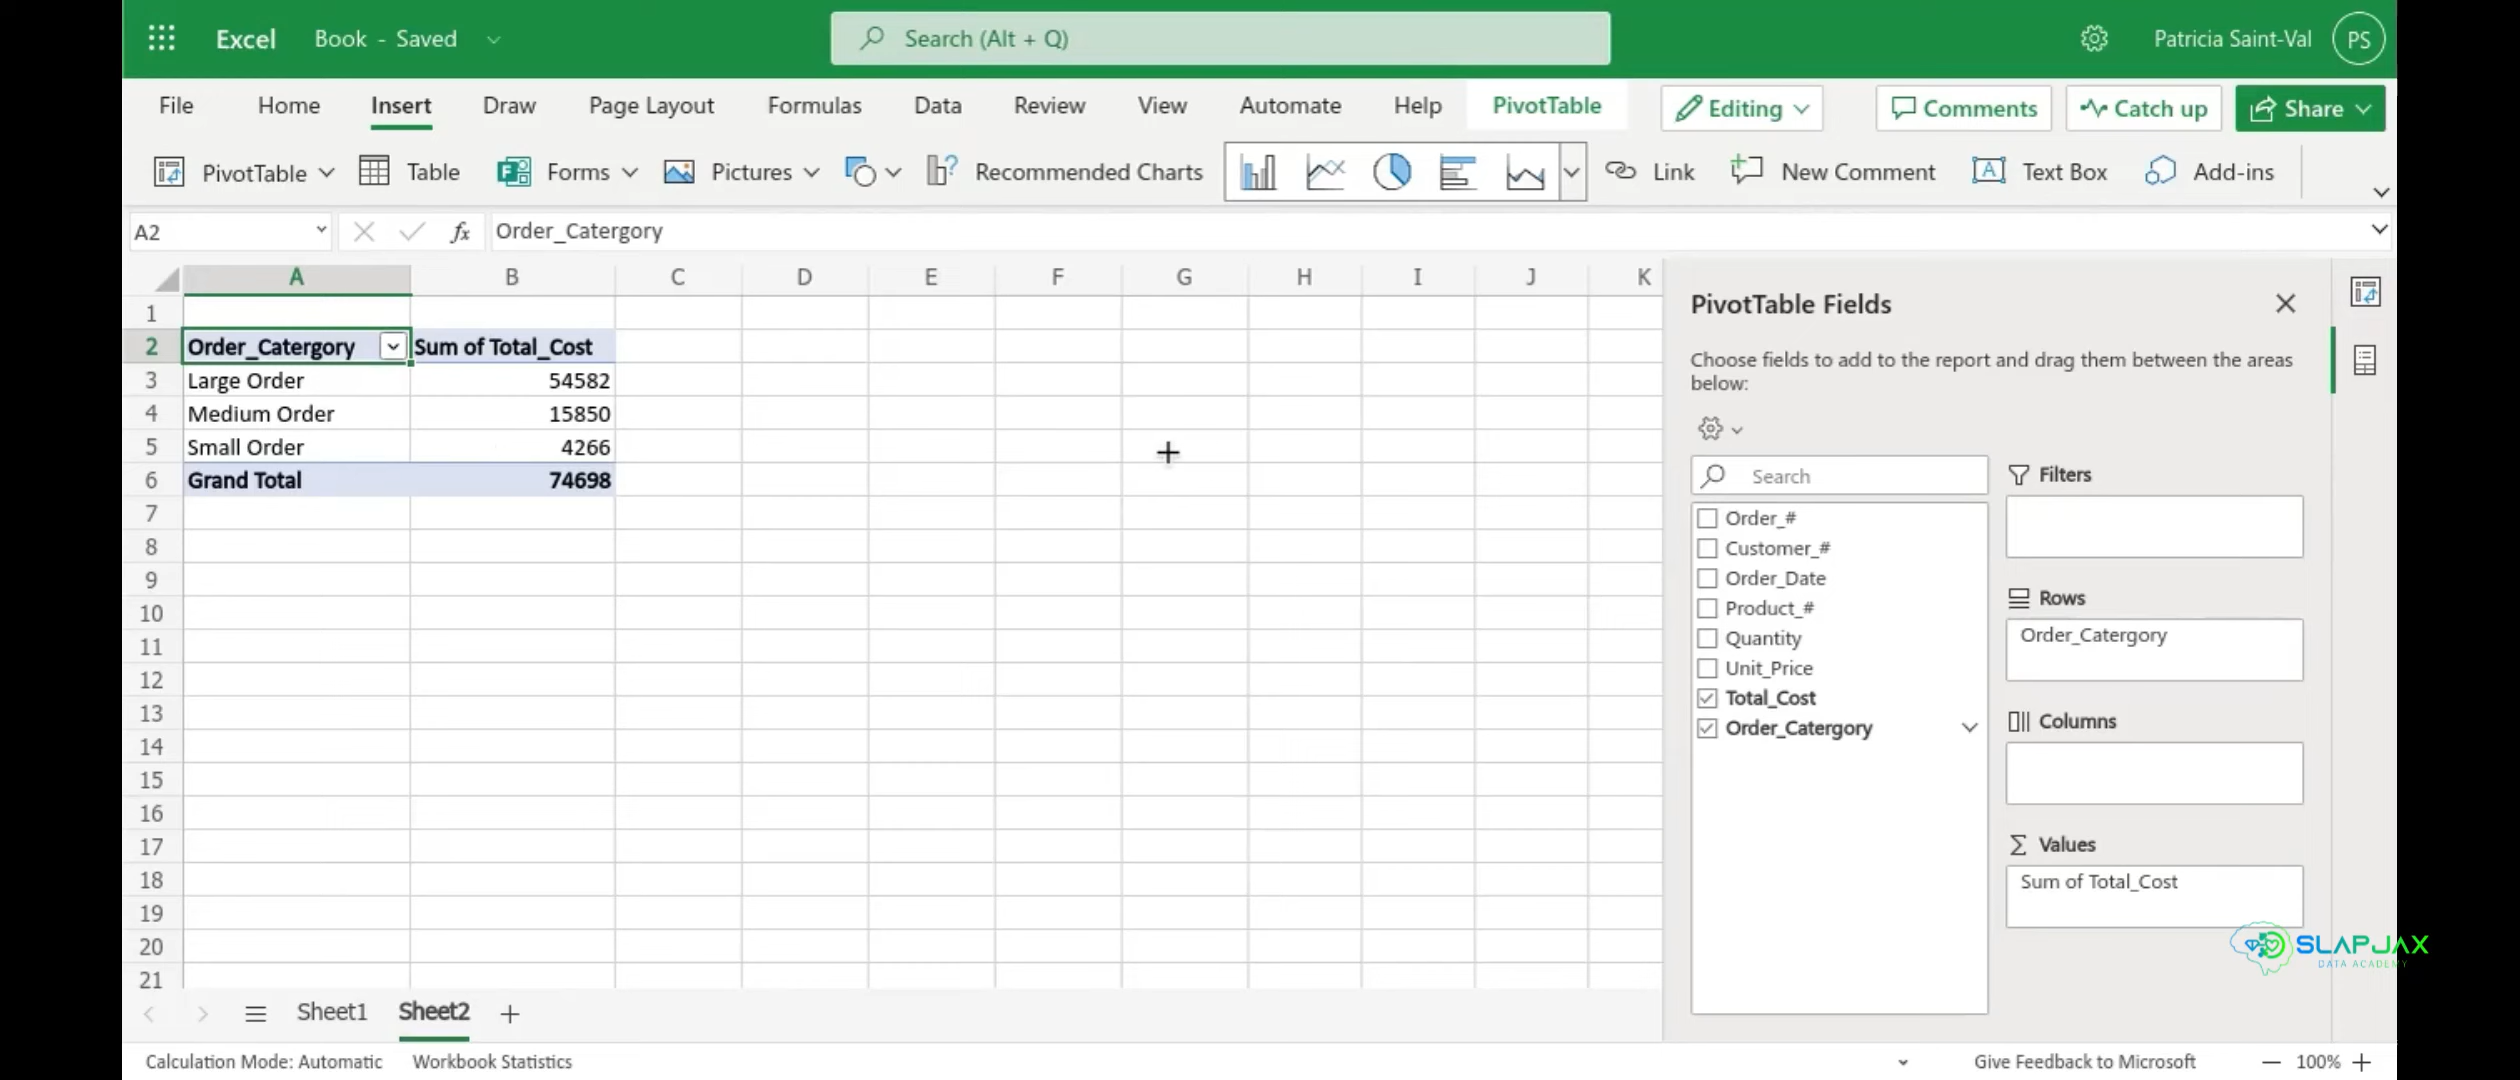 Excel Book - Saved Search (Alt + Q) Patricia Saint-Val PS
File Home Insert Draw Page Layout Formulas Data Review View Automate Help PivotTable Editing Comments Catch up Share
PivotTable Table Forms Pictures Recommended Charts Link New Comment Text Box Add-ins
A2 fx Order_Catergory
A B C D E F G H I J K
1
2 Order_Catergory Sum of Total_Cost
3 Large Order 54582
4 Medium Order 15850
5 Small Order 4266
6 Grand Total 74698
7
8
9
10
11
12
13
14
15
16
17
18
19
20
21
PivotTable Fields
Choose fields to add to the report and drag them between the areas
below:
Search
Order_#
Customer_#
Order_Date
Product_#
Quantity
Unit_Price
Total_Cost
Order_Catergory
Filters
Rows
Order_Catergory
Columns
Values
Sum of Total_Cost
SLAPJAX
DATA ACADEMY
Sheet1 Sheet2
Calculation Mode: Automatic Workbook Statistics Give Feedback to Microsoft 100%